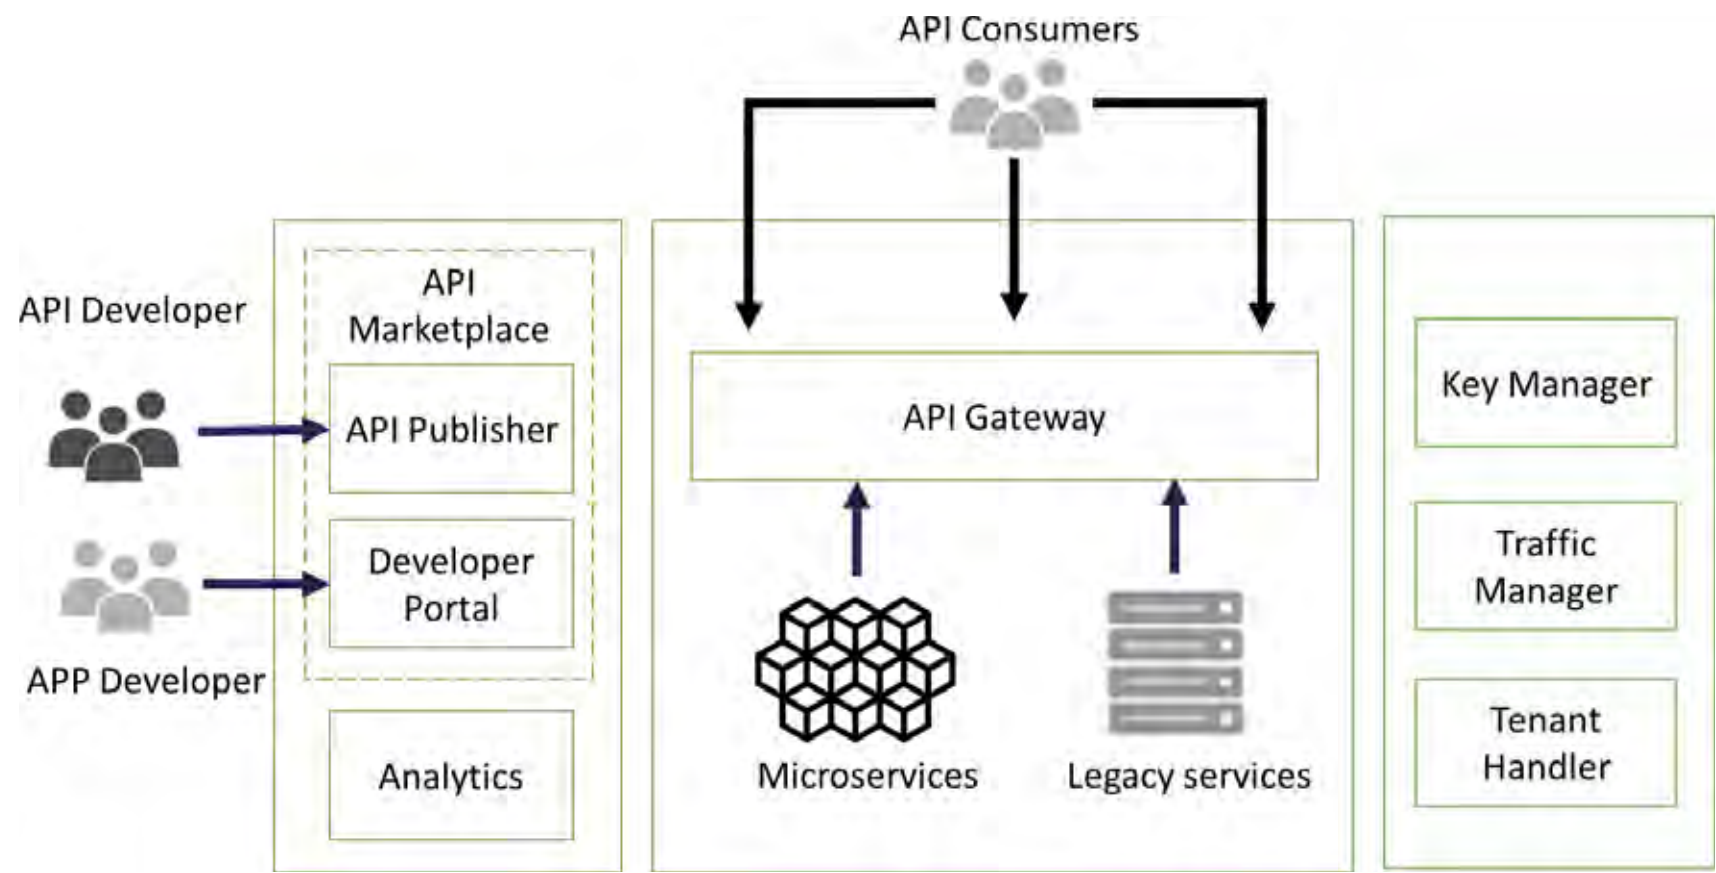 API Consumers
API Developer
API
Marketplace
API Publisher
Developer
Portal
APP Developer
Analytics
API Gateway
Microservices
Legacy services
Key Manager
Traffic
Manager
Tenant
Handler